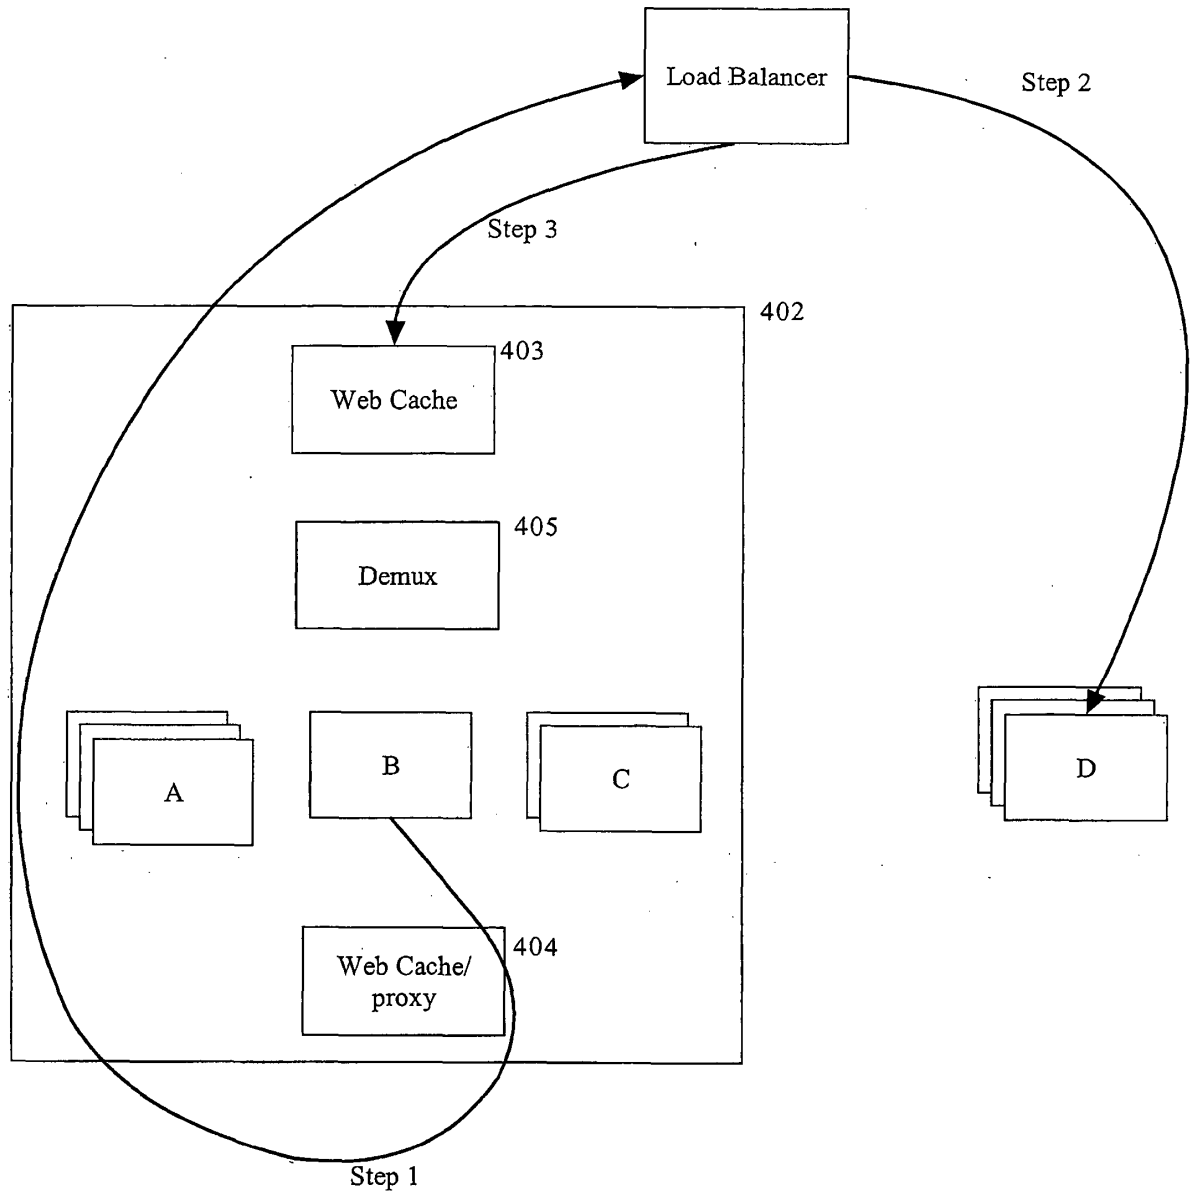 Load Balancer
Step 2
Step 3
402
403
Web Cache
405
Demux
A
B
C
D
404
Web Cache/
proxy
Step 1